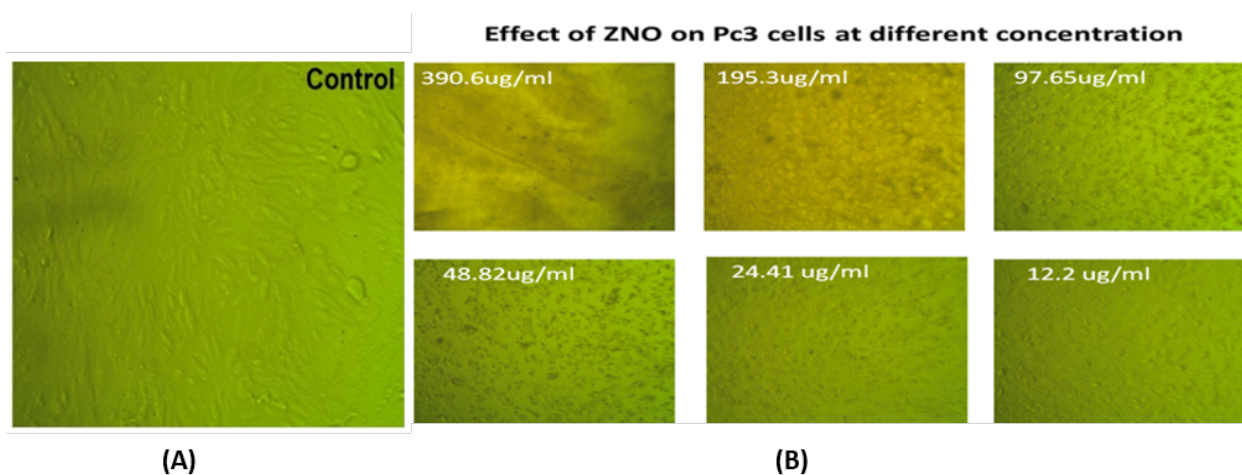 Effect of ZNO on Pc3 cells at different concentration
Control
390.6ug/ml
195.3ug/ml
97.65ug/ml
48.82ug/ml
24.41 ug/ml
12.2 ug/ml
(A)
(B)